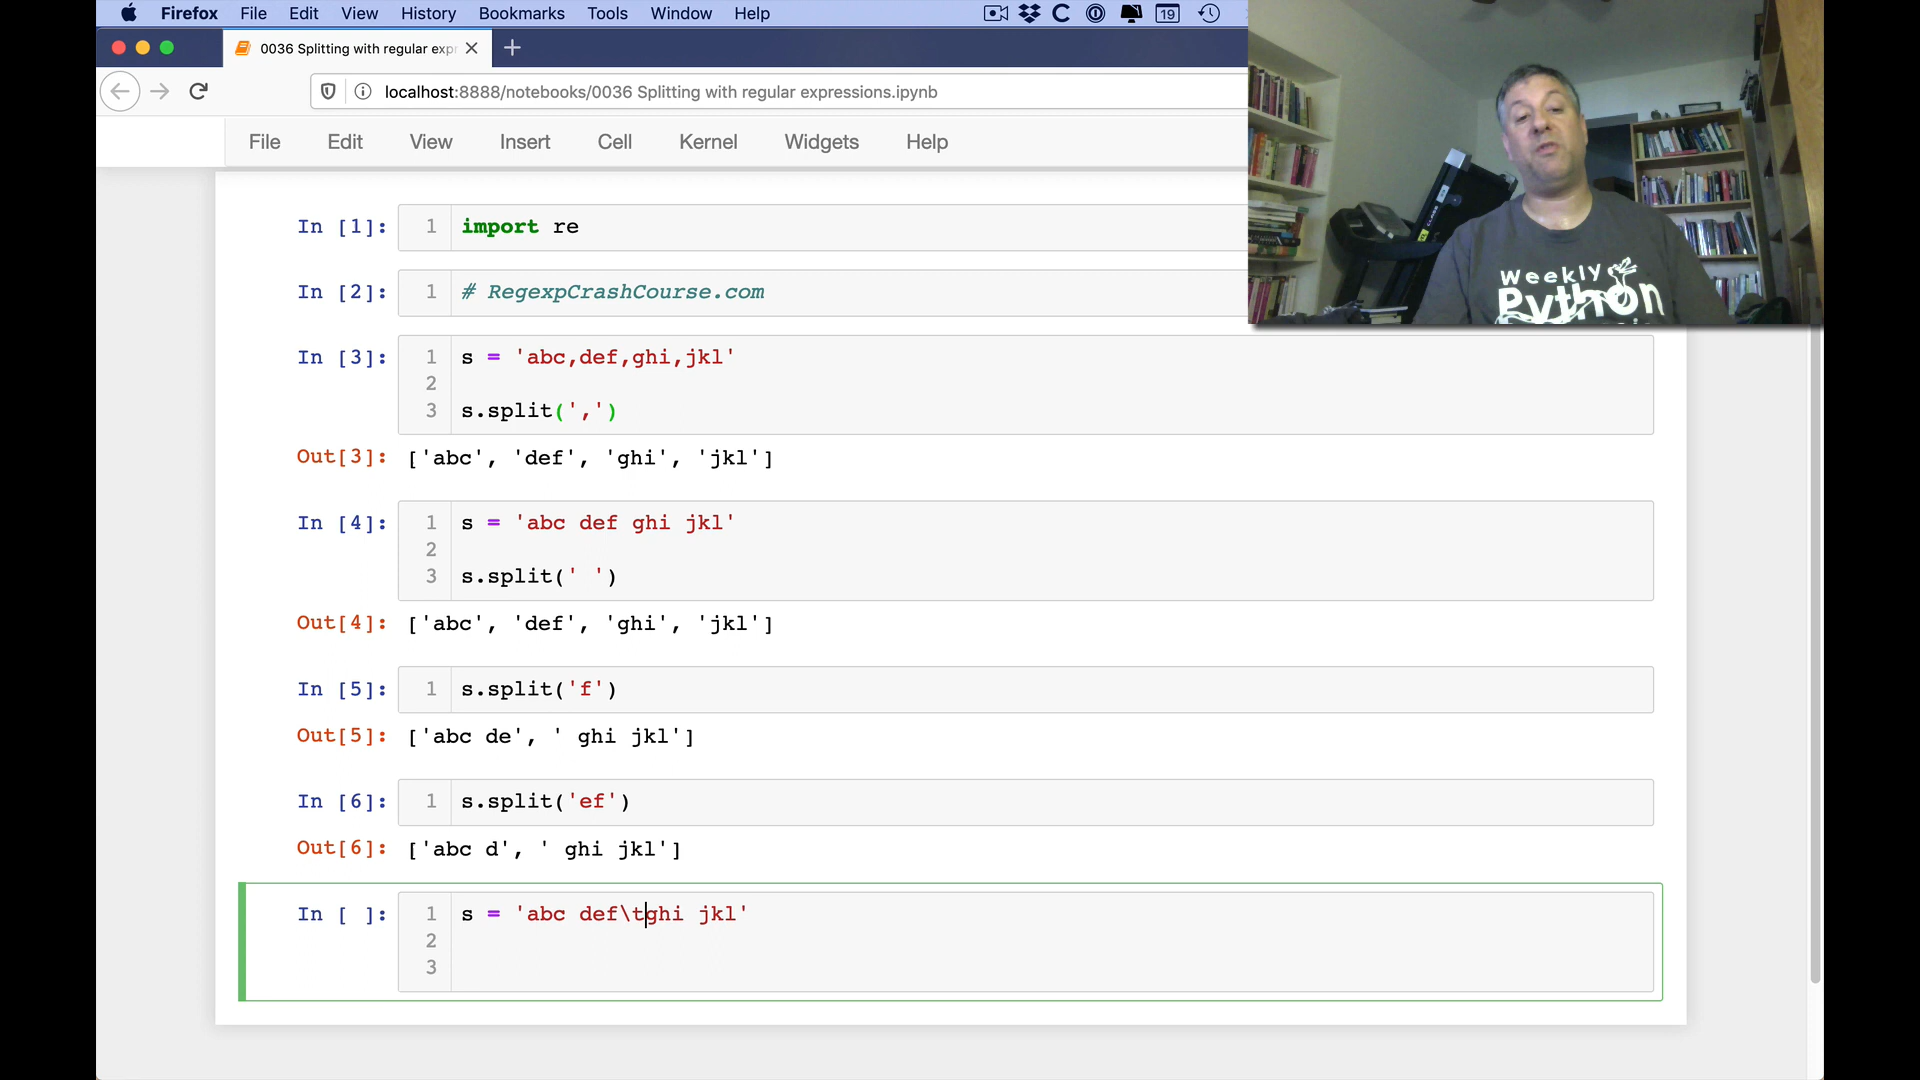 Firefox File Edit View History Bookmarks Tools Window Help 19
0036 Splitting with regular exp
localhost:8888/notebooks/0036 Splitting with regular expressions.ipynb
File Edit View Insert Cell Kernel Widgets Help
In [1]: 1 import re
In [2]: 1 # RegexpCrashCourse.com
In [3]: 1 s = 'abc,def,ghi,jkl'
2
3 s.split(',')
Out[3]: ['abc', 'def', 'ghi', 'jkl']
In [4]: 1 s = 'abc def ghi jkl'
2
3 s.split(' ')
Out[4]: ['abc', 'def', 'ghi', 'jkl']
In [5]: 1 s.split('f')
Out[5]: ['abc de', ' ghi jkl']
In [6]: 1 s.split('ef')
Out[6]: ['abc d', ' ghi jkl']
In [ ]: 1 s = 'abc def\tghi jkl'
2
3
Weekly
Python